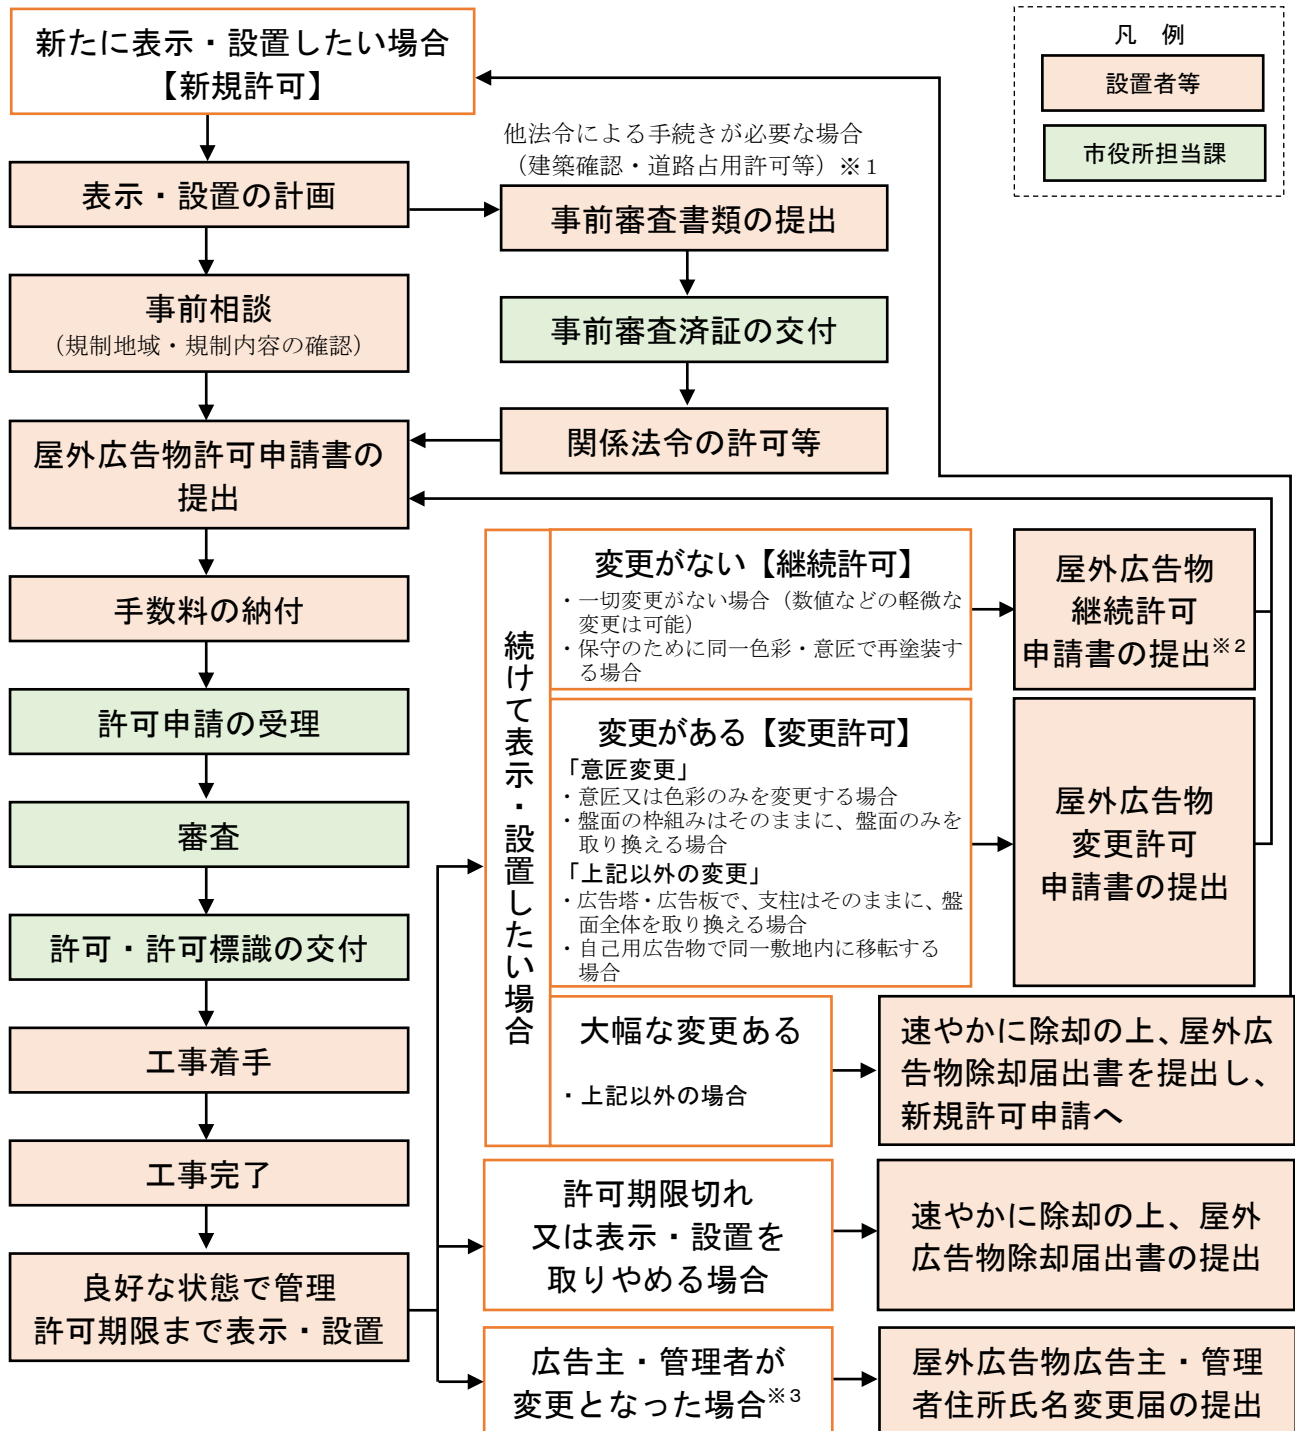 新たに表示・設置したい場合
【新規許可】
凡　例
設置者等
市役所担当課
他法令による手続きが必要な場合
（建築確認・道路占用許可等）※１
表示・設置の計画
事前審査書類の提出
事前相談
（規制地域・規制内容の確認）
事前審査済証の交付
屋外広告物許可申請書の
提出
関係法令の許可等
手数料の納付
許可申請の受理
審査
許可・許可標識の交付
工事着手
工事完了
良好な状態で管理
許可期限まで表示・設置
続けて表示・設置したい場合
変更がない【継続許可】
・一切変更がない場合（数値などの軽微な
変更は可能）
・保守のために同一色彩・意匠で再塗装す
る場合
屋外広告物
継続許可
申請書の提出※２
変更がある【変更許可】
「意匠変更」
・意匠又は色彩のみを変更する場合
・盤面の枠組みはそのままに、盤面のみを
取り換える場合
「上記以外の変更」
・広告塔・広告板で、支柱はそのままに、盤
面全体を取り換える場合
・自己用広告物で同一敷地内に移転する
場合
屋外広告物
変更許可
申請書の提出
大幅な変更ある
・上記以外の場合
速やかに除却の上、屋外広
告物除却届出書を提出し、
新規許可申請へ
許可期限切れ
又は表示・設置を
取りやめる場合
速やかに除却の上、屋外
広告物除却届出書の提出
広告主・管理者が
変更となった場合※３
屋外広告物広告主・管理
者住所氏名変更届の提出